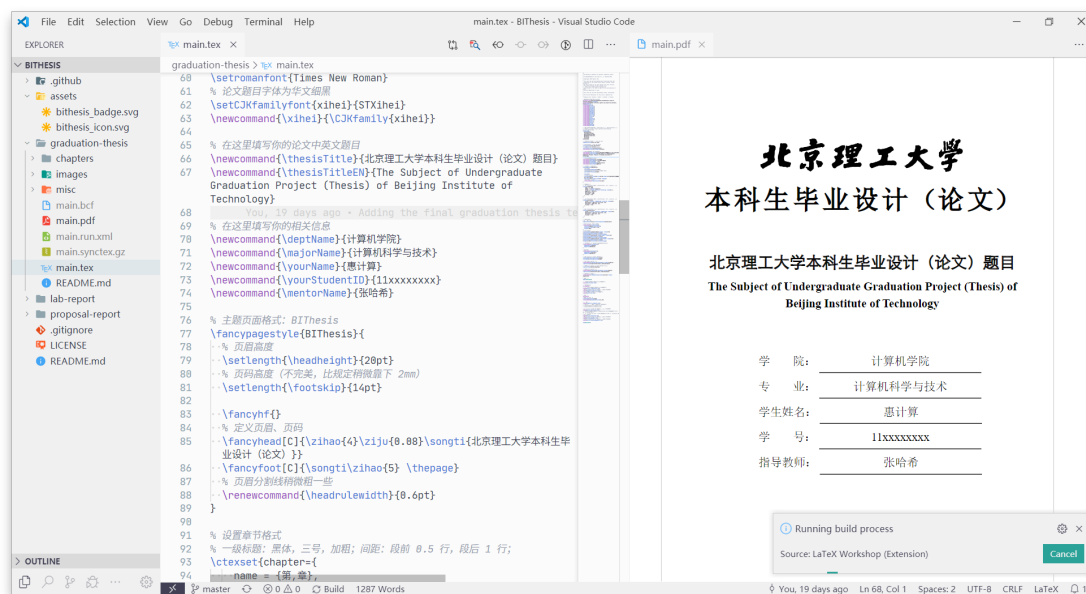 File Edit Selection View Go Debug Terminal Help
main.tex - BIThesis - Visual Studio Code
EXPLORER
BITHESIS
.github
assets
bithesis_badge.svg
bithesis_icon.svg
graduation-thesis
chapters
images
misc
main.bcf
main.pdf
main.run.xml
main.synctex.gz
main.tex
README.md
lab-report
proposal-report
.gitignore
LICENSE
README.md
OUTLINE
main.tex
graduation-thesis > main.tex
60 \setromanfont{Times New Roman}
61 % 论文题目字体为华文细黑
62 \setCJKfamilyfont{xihei}{STXihei}
63 \newcommand{\xihei}{\CJKfamily{xihei}}
64
65 % 在这里填写你的论文中英文题目
66 \newcommand{\thesisTitle}{北京理工大学本科生毕业设计（论文）题目}
67 \newcommand{\thesisTitleEN}{The Subject of Undergraduate
Graduation Project (Thesis) of Beijing Institute of
Technology}
68 You, 19 days ago • Adding the final graduation thesis te
69 % 在这里填写你的相关信息
70 \newcommand{\deptName}{计算机学院}
71 \newcommand{\majorName}{计算机科学与技术}
72 \newcommand{\yourName}{惠计算}
73 \newcommand{\yourStudentID}{11xxxxxxxx}
74 \newcommand{\mentorName}{张哈希}
75
76 % 主题页面格式：BIThesis
77 \fancypagestyle{BIThesis}{
78 % 页眉高度
79 \setlength{\headheight}{20pt}
80 % 页码高度（不完美，比规定稍微靠下 2mm）
81 \setlength{\footskip}{14pt}
82
83 \fancyhf{}
84 % 定义页眉、页码
85 \fancyhead[C]{\zihao{4}\ziju{0.08}\songti{北京理工大学本科生毕
业设计（论文）}}
86 \fancyfoot[C]{\songti\zihao{5} \thepage}
87 % 页眉分割线稍微粗一些
88 \renewcommand{\headrulewidth}{0.6pt}
89 }
90
91 % 设置章节格式
92 % 一级标题：黑体，三号，加粗；间距：段前 0.5 行，段后 1 行；
93 \ctexset{chapter={
94 name = {第,章},
main.pdf
北京理工大学
本科生毕业设计（论文）
北京理工大学本科生毕业设计（论文）题目
The Subject of Undergraduate Graduation Project (Thesis) of
Beijing Institute of Technology
学 院： 计算机学院
专 业： 计算机科学与技术
学生姓名： 惠计算
学 号： 11xxxxxxxx
指导教师： 张哈希
Running build process
Source: LaTeX Workshop (Extension)
Cancel
master 0 0 Build 1287 Words
You, 19 days ago Ln 68, Col 1 Spaces: 2 UTF-8 CRLF LaTeX 1